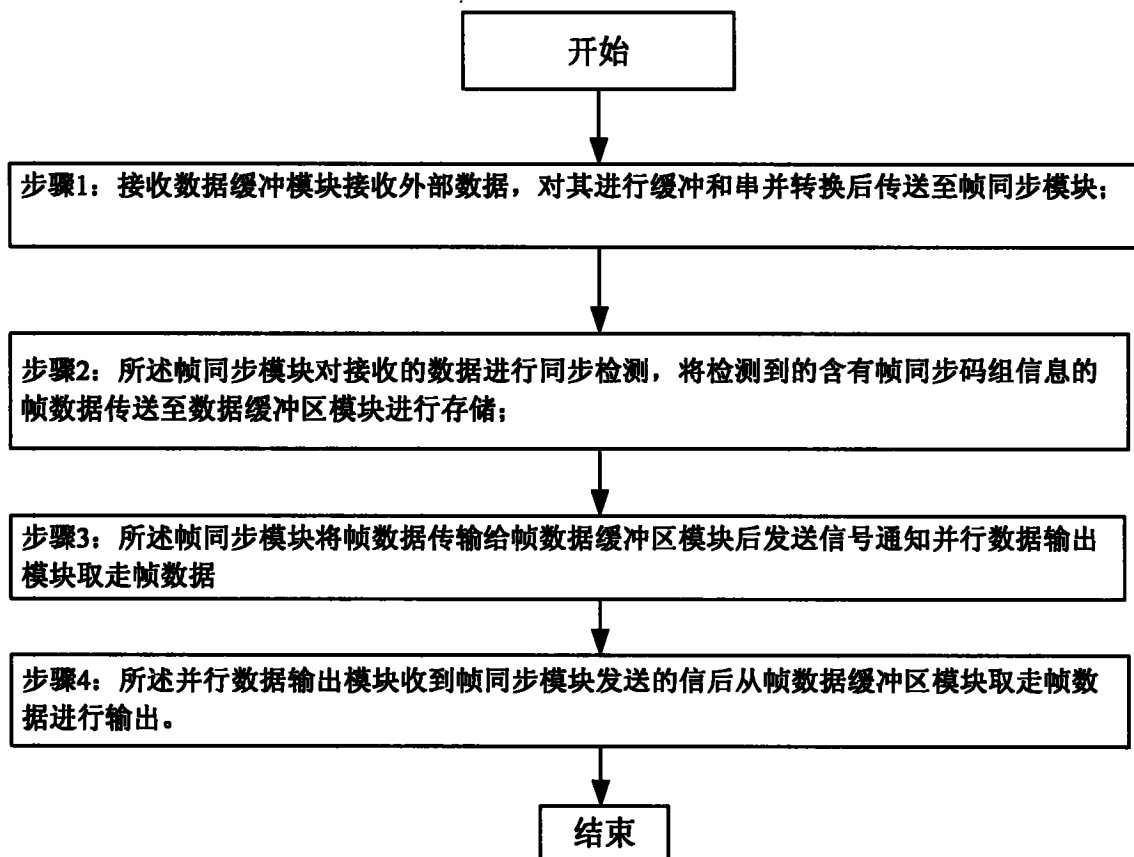 开始
步骤1：接收数据缓冲模块接收外部数据，对其进行缓冲和串并转换后传送至帧同步模块；
步骤2：所述帧同步模块对接收的数据进行同步检测，将检测到的含有帧同步码组信息的
帧数据传送至数据缓冲区模块进行存储；
步骤3：所述帧同步模块将帧数据传输给帧数据缓冲区模块后发送信号通知并行数据输出
模块取走帧数据
步骤4：所述并行数据输出模块收到帧同步模块发送的信后从帧数据缓冲区模块取走帧数
据进行输出。
结束